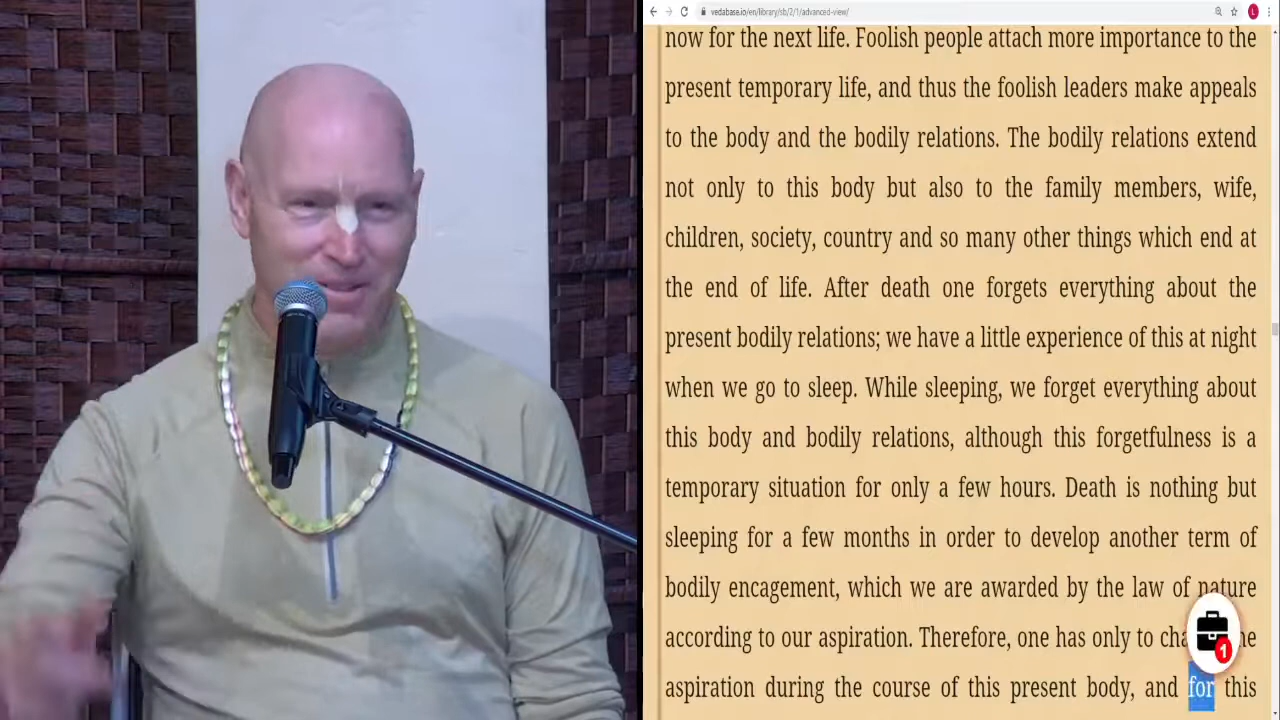 vedabase.io/en/library/sb/2/1/advanced-view/
L
now for the next life. Foolish people attach more importance to the
present temporary life, and thus the foolish leaders make appeals
to the body and the bodily relations. The bodily relations extend
not only to this body but also to the family members, wife,
children, society, country and so many other things which end at
the end of life. After death one forgets everything about the
present bodily relations; we have a little experience of this at night
when we go to sleep. While sleeping, we forget everything about
this body and bodily relations, although this forgetfulness is a
temporary situation for only a few hours. Death is nothing but
sleeping for a few months in order to develop another term of
bodily encagement, which we are awarded by the law of nature
according to our aspiration. Therefore, one has only to
1
aspiration during the course of this present body, and for this